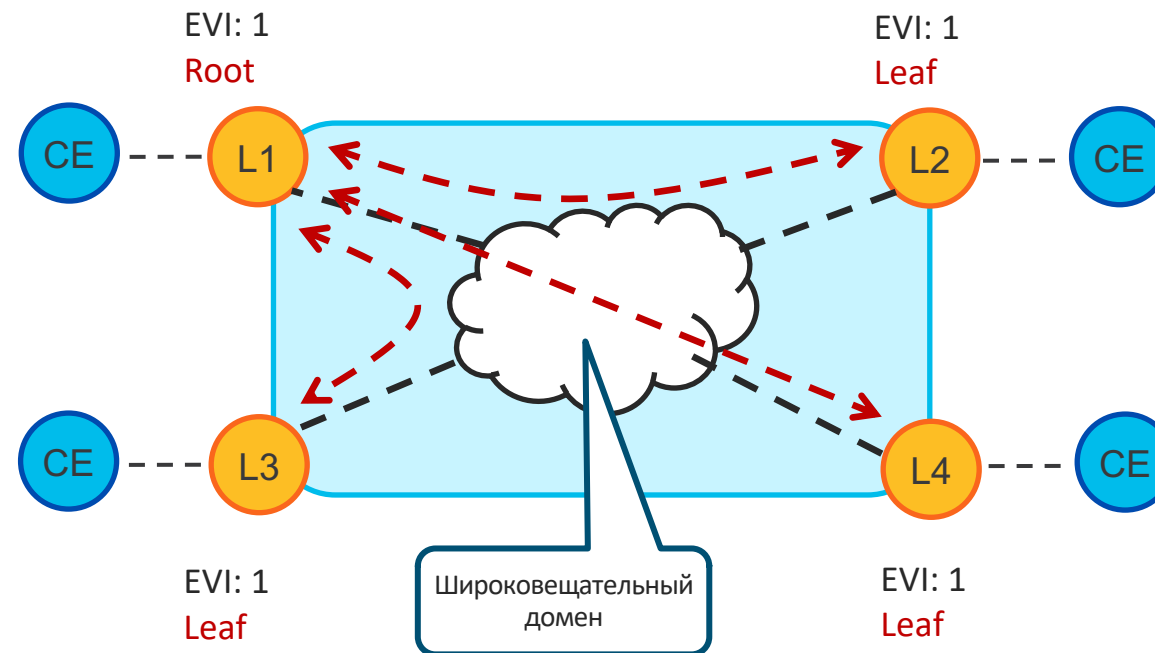 EVI: 1
Root
EVI: 1
Leaf
CE
L1
L2
CE
CE
L3
L4
CE
EVI: 1
Leaf
Широковещательный
домен
EVI: 1
Leaf